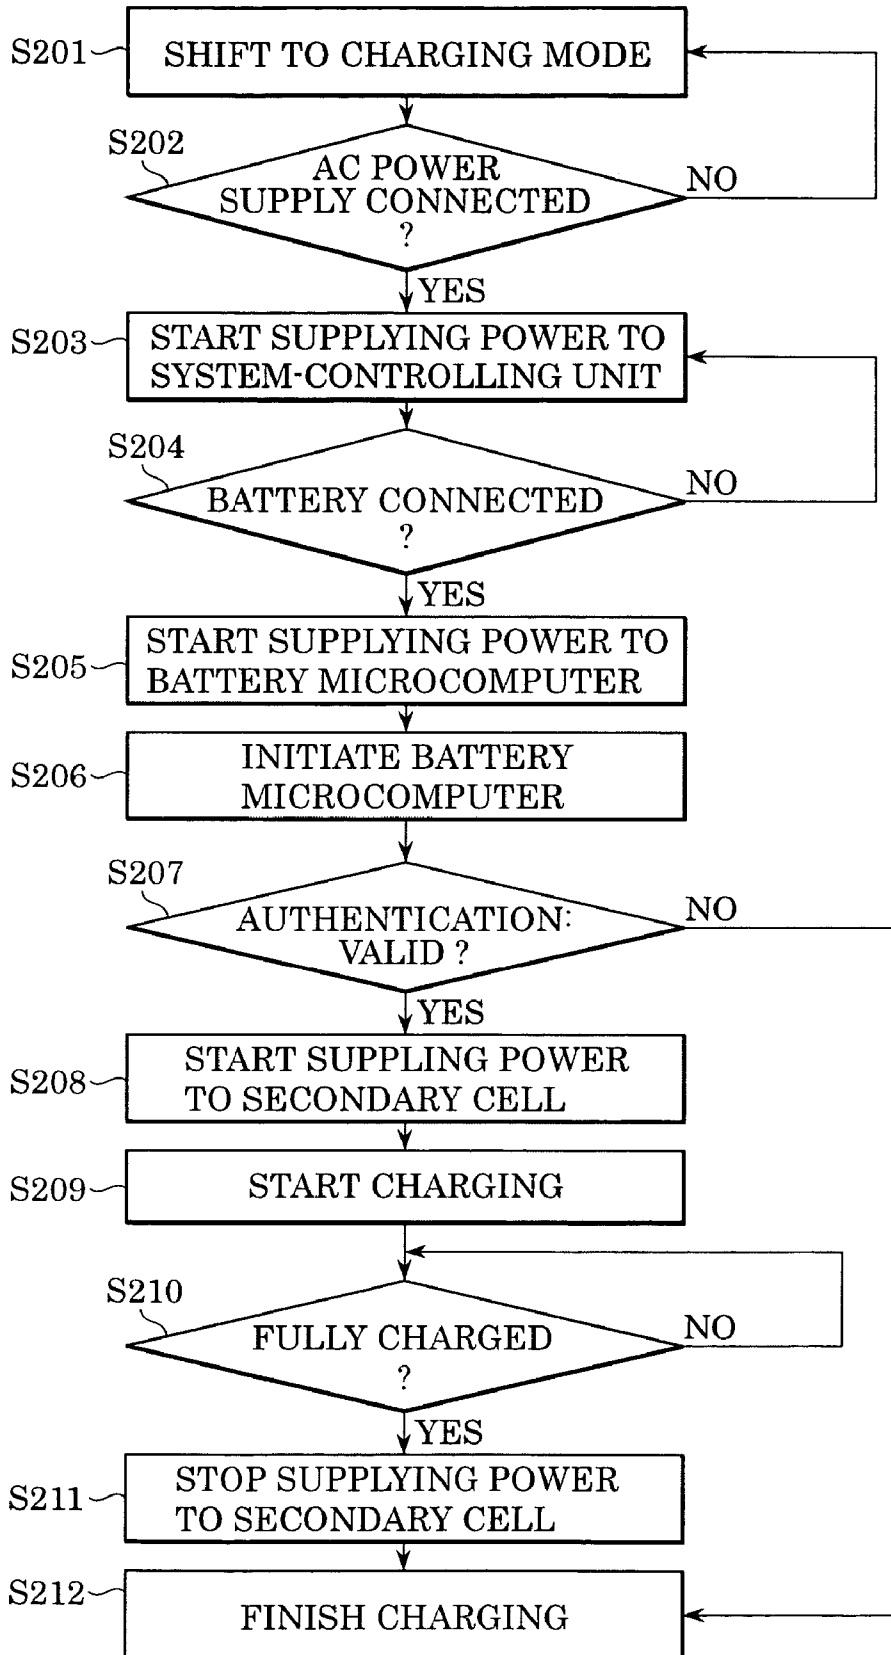 S201
SHIFT TO CHARGING MODE
S202
AC POWER
SUPPLY CONNECTED
?
NO
YES
S203
START SUPPLYING POWER TO
SYSTEM-CONTROLLING UNIT
S204
BATTERY CONNECTED
?
NO
YES
S205
START SUPPLYING POWER TO
BATTERY MICROCOMPUTER
S206
INITIATE BATTERY
MICROCOMPUTER
S207
AUTHENTICATION:
VALID ?
NO
YES
S208
START SUPPLING POWER
TO SECONDARY CELL
S209
START CHARGING
S210
FULLY CHARGED
?
NO
YES
S211
STOP SUPPLYING POWER
TO SECONDARY CELL
S212
FINISH CHARGING